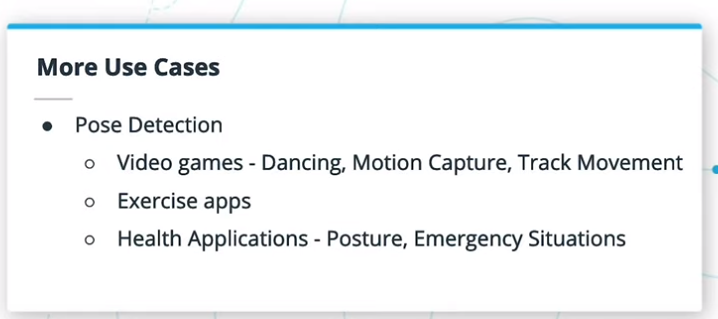 More Use Cases
● Pose Detection
○ Video games - Dancing, Motion Capture, Track Movement
○ Exercise apps
○ Health Applications - Posture, Emergency Situations